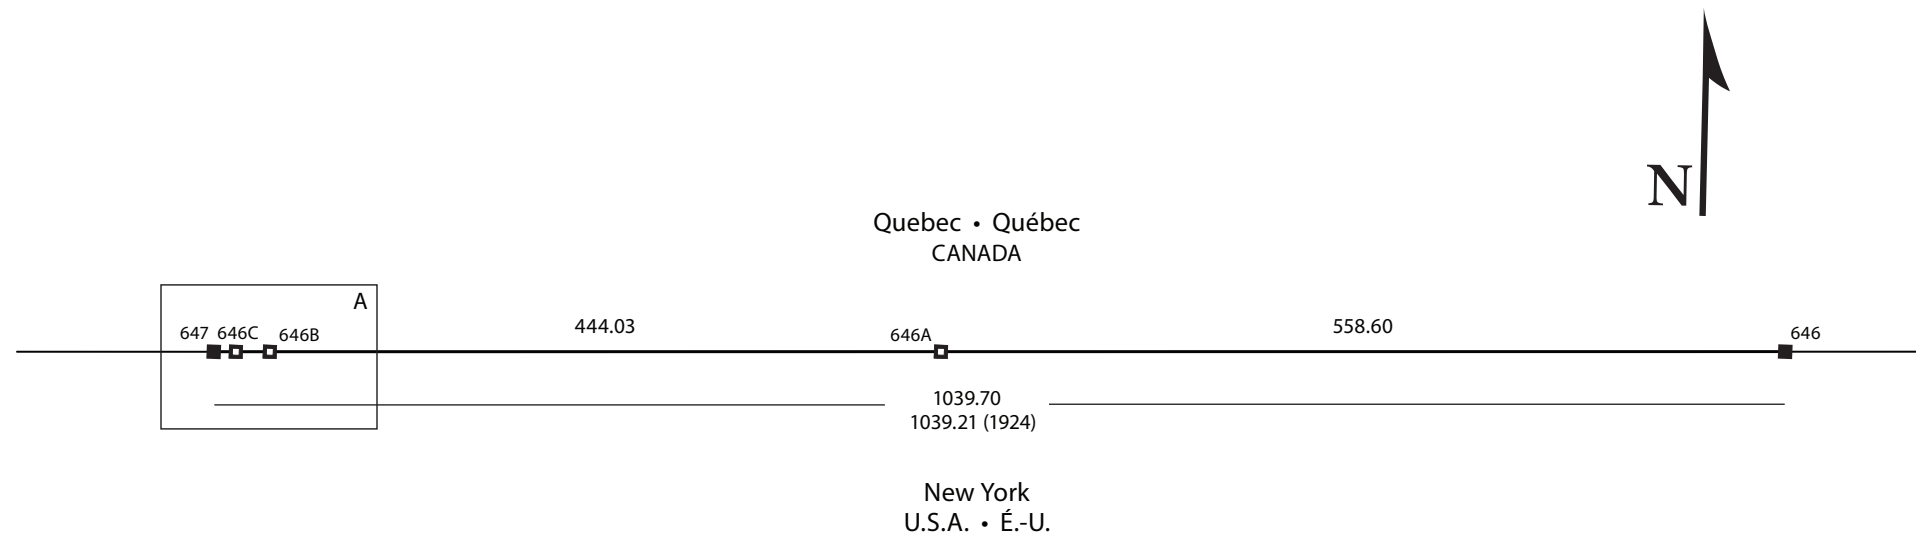 N
Quebec • Québec
CANADA
A
647 646C 646B
444.03
646A
558.60
646
1039.70
1039.21 (1924)
New York
U.S.A. • É.-U.